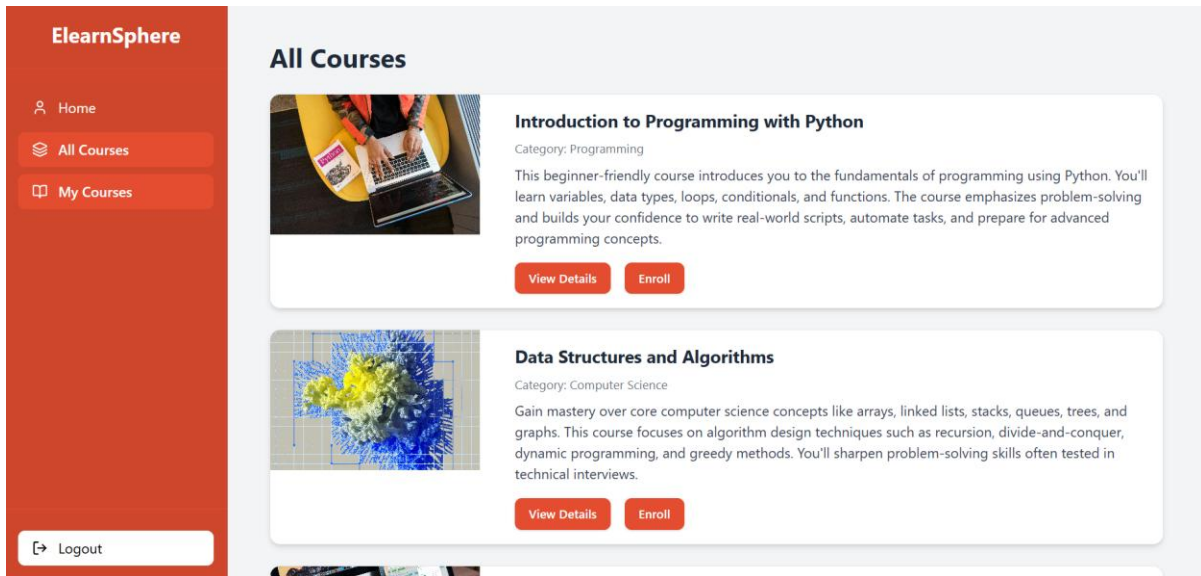 ElearnSphere
Home
All Courses
My Courses
Logout
All Courses
Introduction to Programming with Python
Category: Programming
This beginner-friendly course introduces you to the fundamentals of programming using Python. You'll
learn variables, data types, loops, conditionals, and functions. The course emphasizes problem-solving
and builds your confidence to write real-world scripts, automate tasks, and prepare for advanced
programming concepts.
View Details
Enroll
Python
Data Structures and Algorithms
Category: Computer Science
Gain mastery over core computer science concepts like arrays, linked lists, stacks, queues, trees, and
graphs. This course focuses on algorithm design techniques such as recursion, divide-and-conquer,
dynamic programming, and greedy methods. You'll sharpen problem-solving skills often tested in
technical interviews.
View Details
Enroll